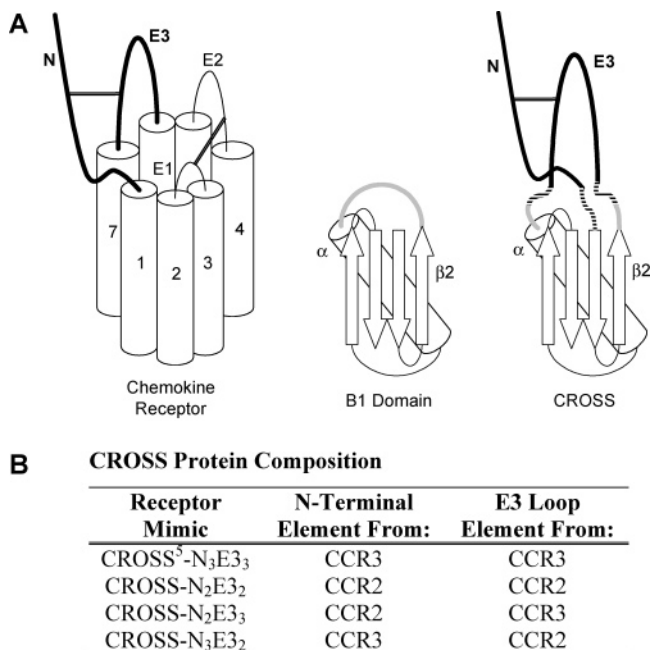 A
N
E3
E2
E1
7
1
2
3
4
Chemokine
Receptor
α
β2
B1 Domain
N
E3
α
β2
CROSS
B
CROSS Protein Composition
Receptor Mimic N-Terminal Element From: E3 Loop Element From:
CROSS⁵-N₃E3₃ CCR3 CCR3
CROSS-N₂E3₂ CCR2 CCR2
CROSS-N₂E3₃ CCR2 CCR3
CROSS-N₃E3₂ CCR3 CCR2